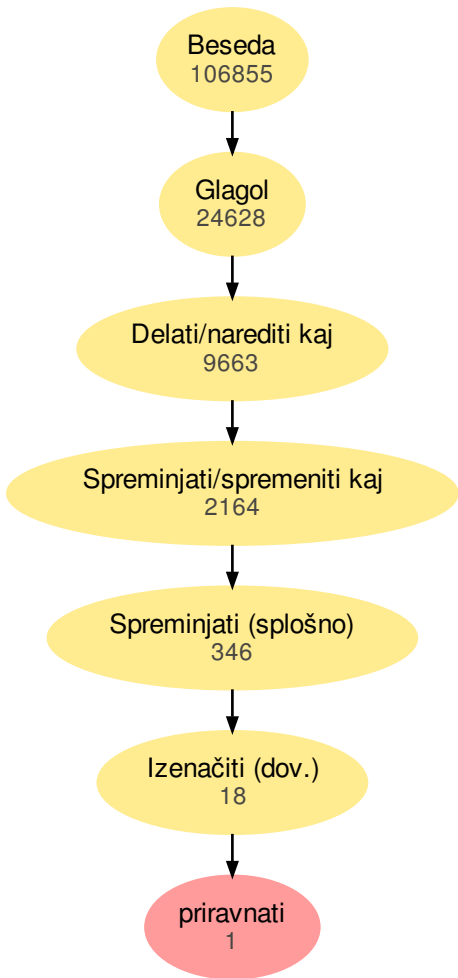 Beseda
106855
Glagol
24628
Delati/narediti kaj
9663
Spreminjati/spremeniti kaj
2164
Spreminjati (splošno)
346
Izenačiti (dov.)
18
priravnati
1